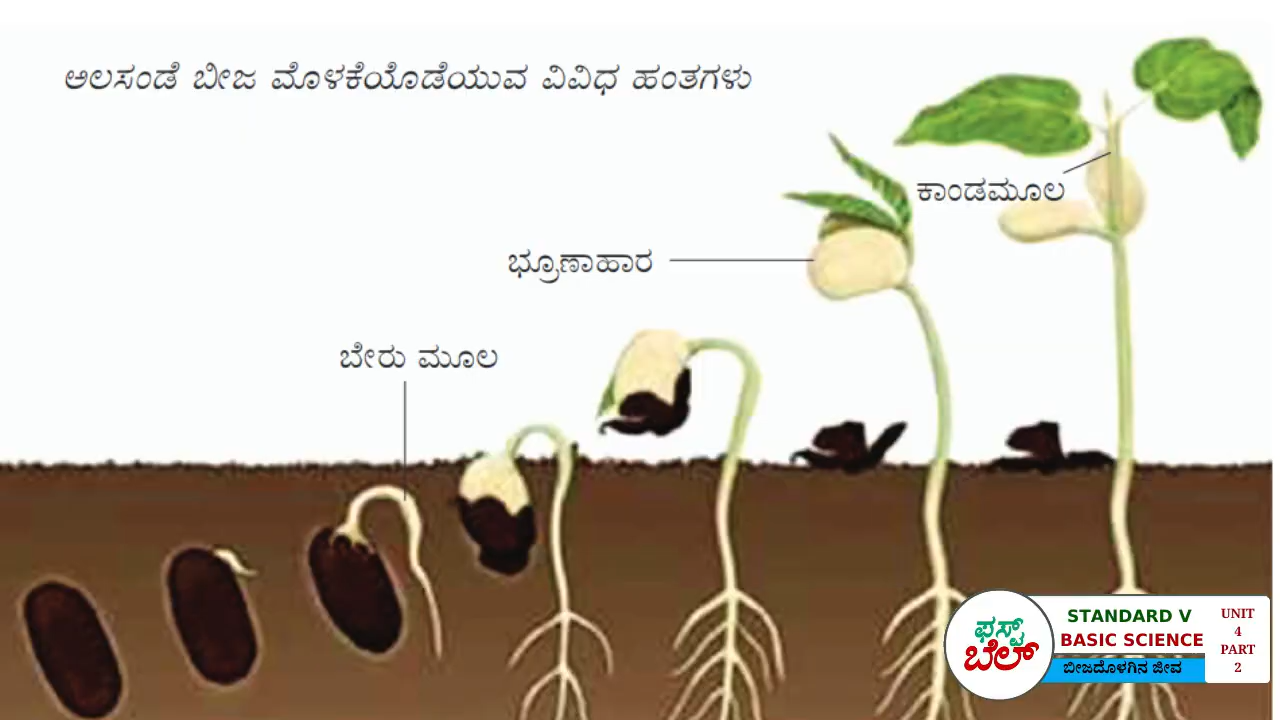 ಅಲಸಂಡೆ ಬೀಜ ಮೊಳಕೆಯೊಡೆಯುವ ವಿವಿಧ ಹಂತಗಳು
ಕಾಂಡಮೂಲ
ಭ್ರೂಣಾಹಾರ
ಬೇರು ಮೂಲ
ಫಸ್ಟ್
ಬೆಲ್
STANDARD V
BASIC SCIENCE
ಬೀಜದೊಳಗಿನ ಜೀವ
UNIT
4
PART
2